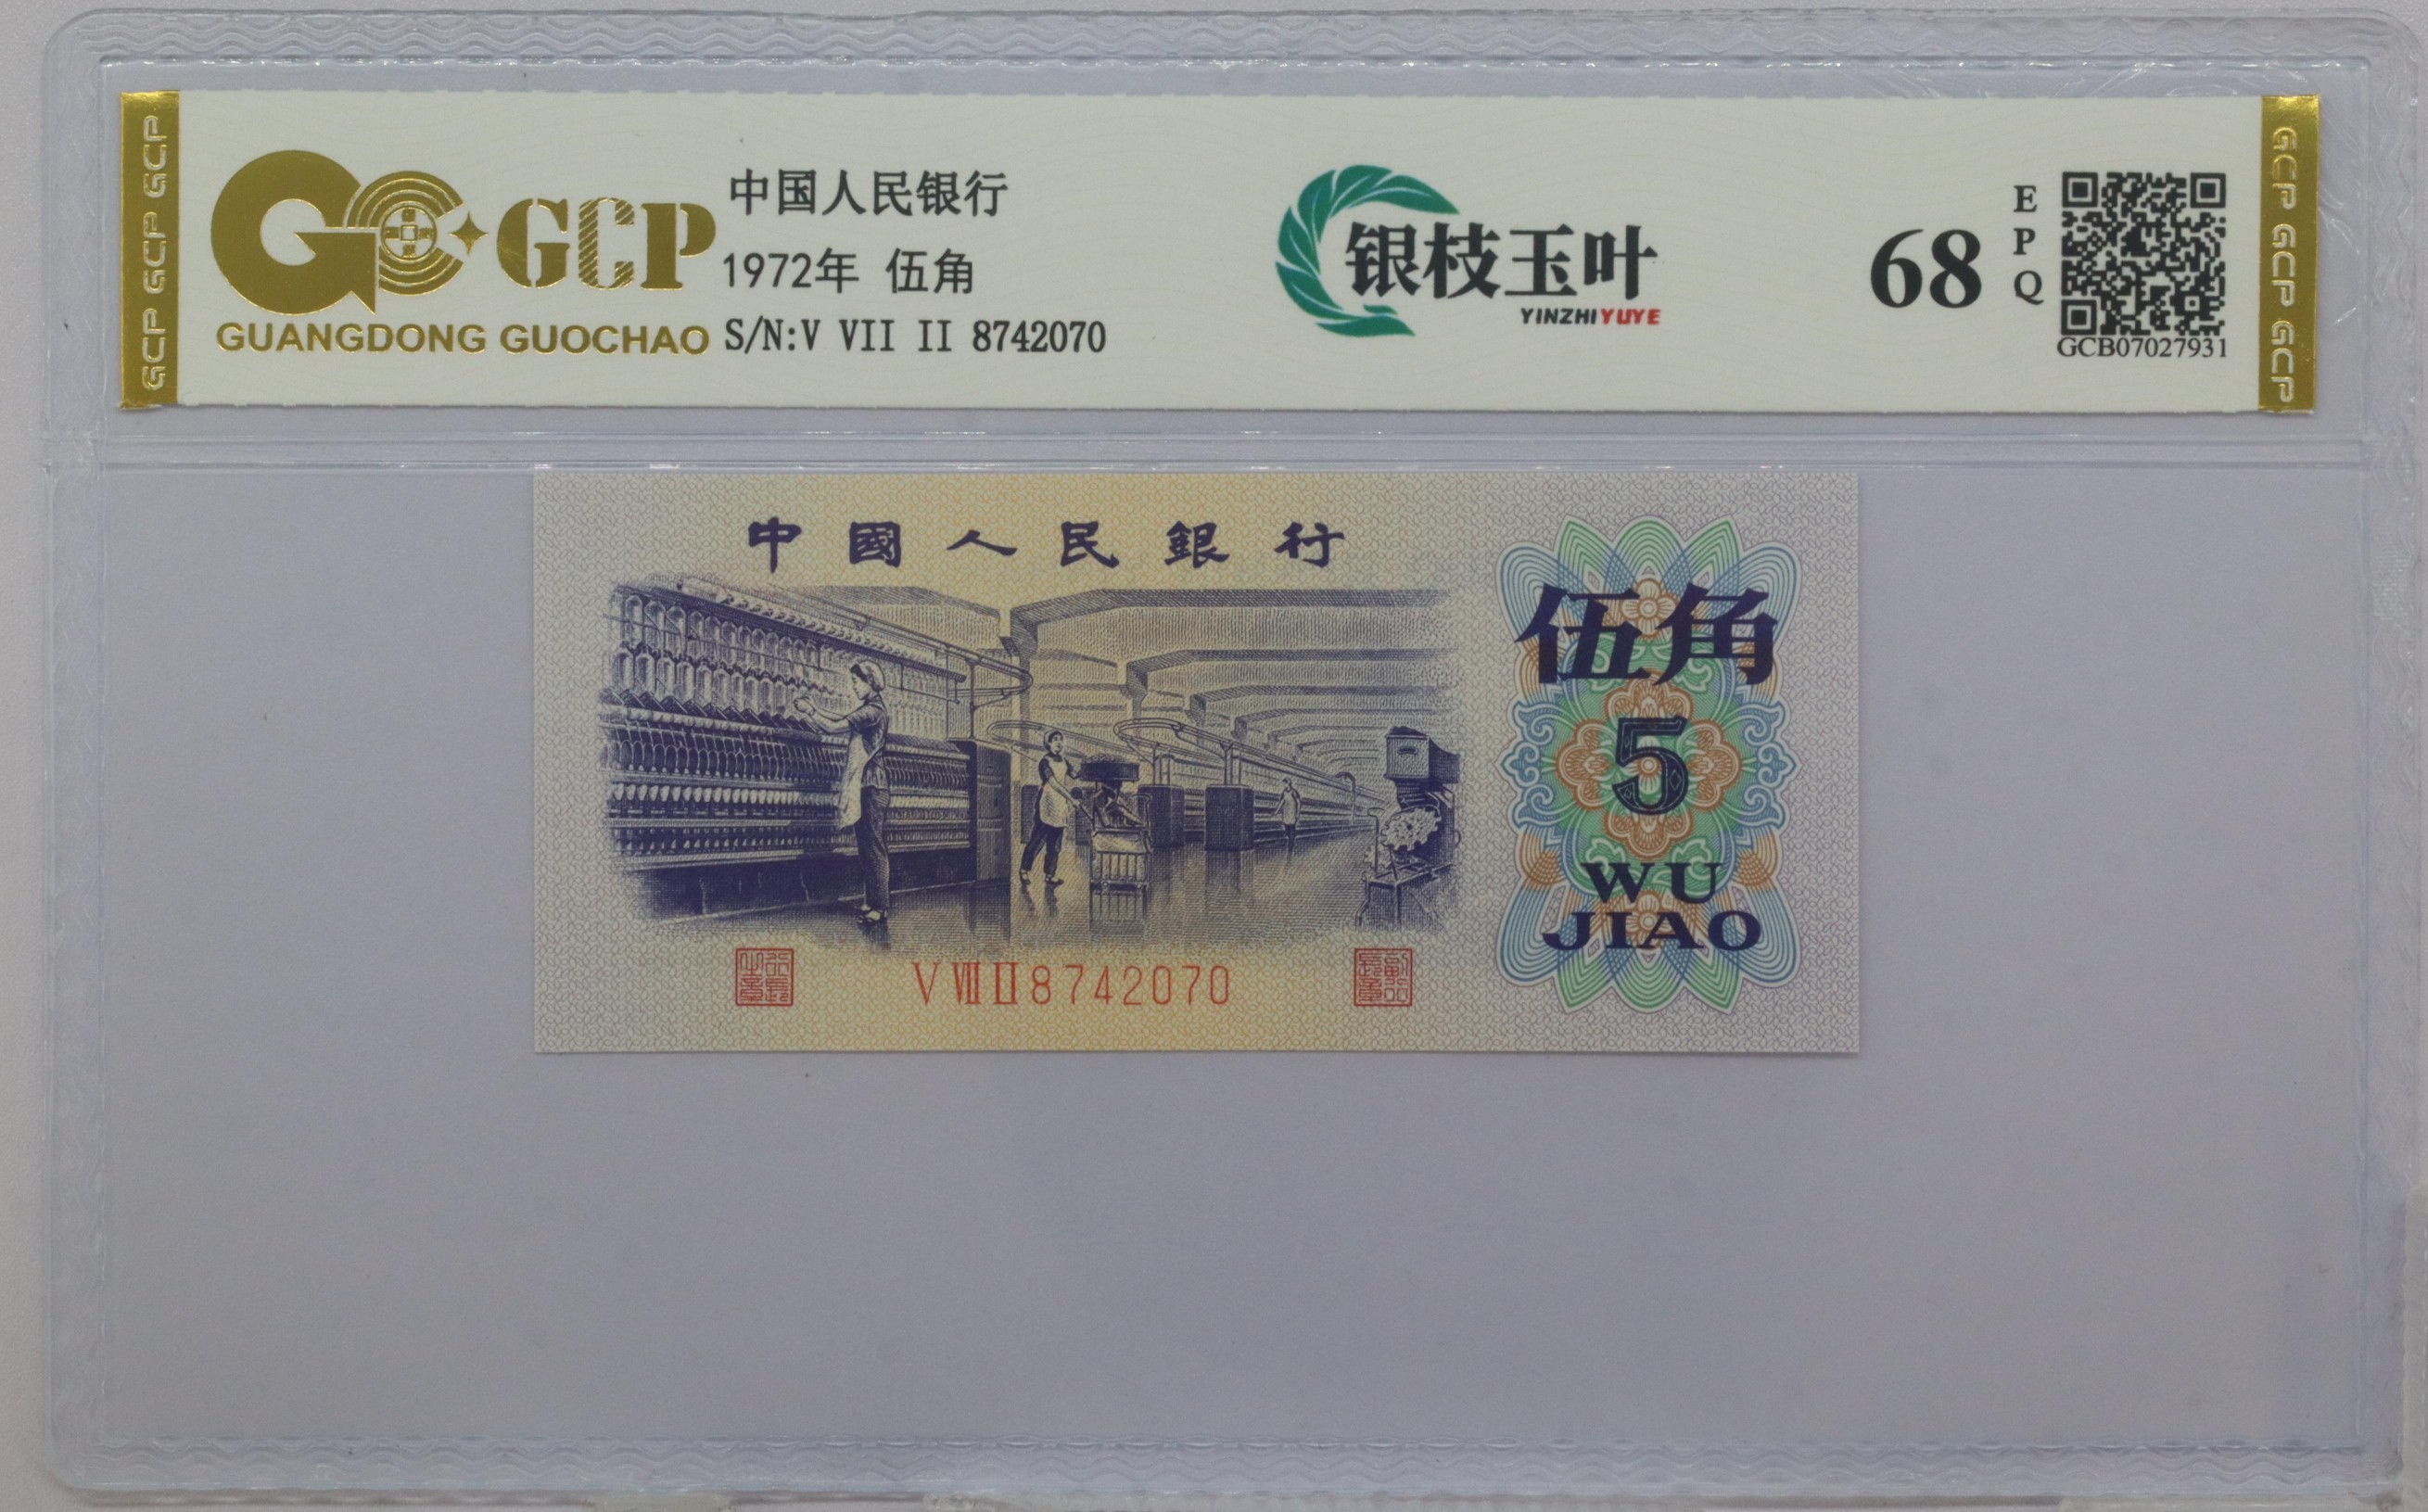 GCP GCP GCP
GCP
GUANGDONG GUOCHAO
中国人民银行
1972年 伍角
S/N:V VII II 8742070
银枝玉叶
YINZHIYUYE
68
EPQ
GCB07027931
GCP GCP GCP
中國人民銀行
伍角
5
WU
JIAO
V VII II 8742070